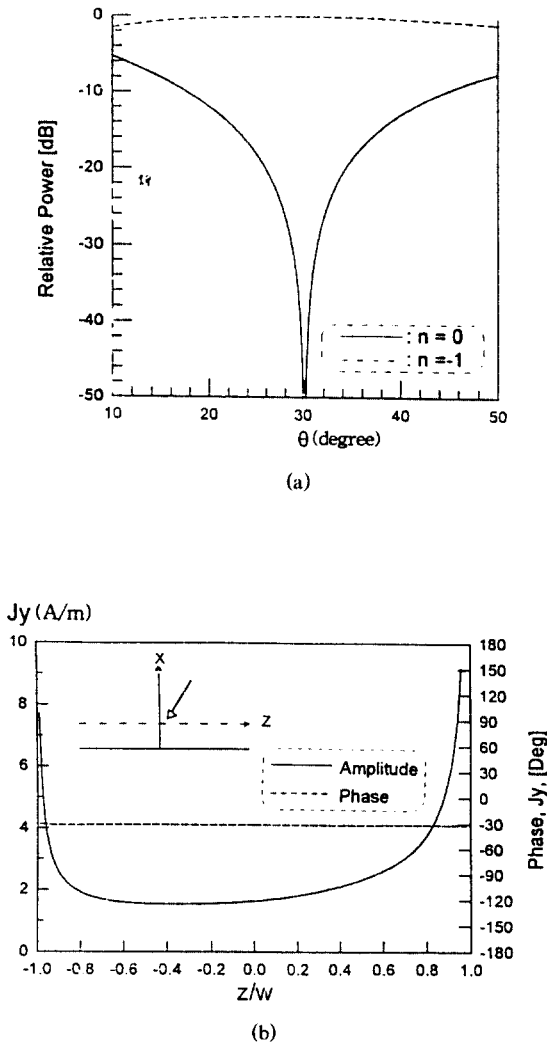 0
-10
-20
-30
-40
-50
Relative Power [dB]
: n = 0
: n = -1
10 20 30 40 50
θ (degree)
(a)
Jy (A/m)
10
8
6
4
2
0
X
Z
Amplitude
Phase
180
150
120
90
60
30
0
-30
-60
-90
-120
-150
-180
Phase, Jy, [Deg]
-1.0 -0.8 -0.6 -0.4 -0.2 0.0 0.2 0.4 0.6 0.8 1.0
Z/W
(b)